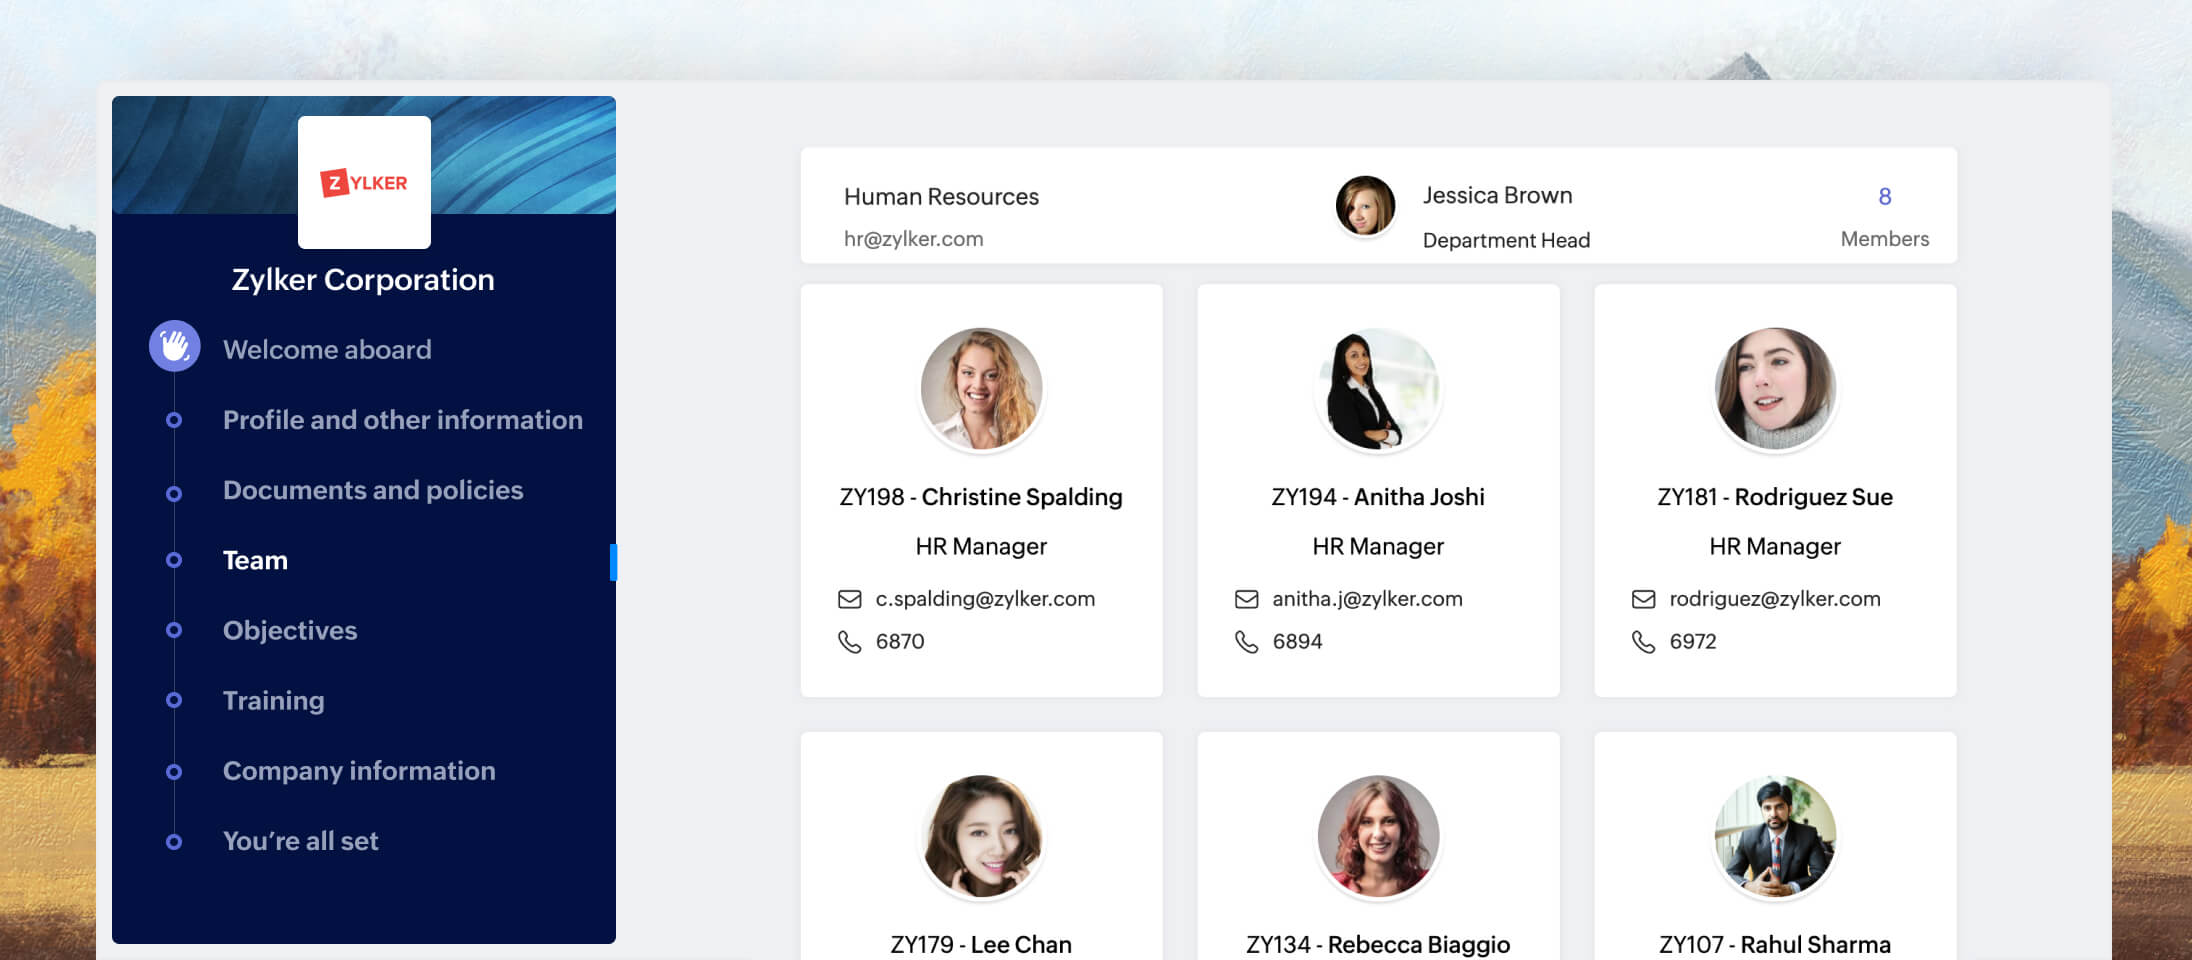 ZYLKER
Zylker Corporation
Welcome aboard
Profile and other information
Documents and policies
Team
Objectives
Training
Company information
You’re all set
Human Resources
hr@zylker.com
Jessica Brown
Department Head
8
Members
ZY198 - Christine Spalding
HR Manager
c.spalding@zylker.com
6870
ZY194 - Anitha Joshi
HR Manager
anitha.j@zylker.com
6894
ZY181 - Rodriguez Sue
HR Manager
rodriguez@zylker.com
6972
ZY179 - Lee Chan
ZY134 - Rebecca Biaggio
ZY107 - Rahul Sharma